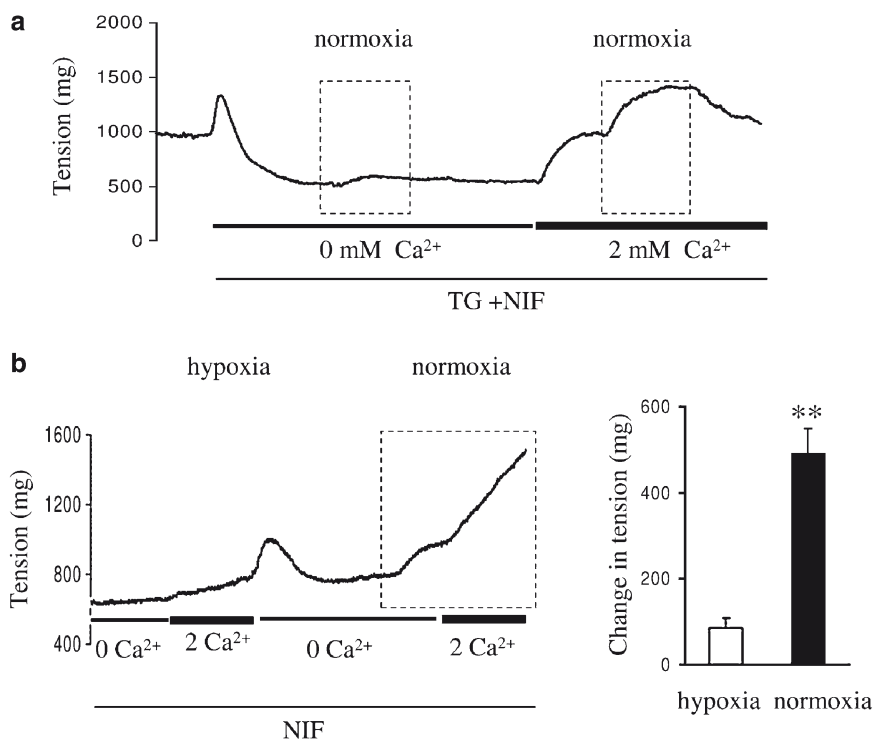 a
normoxia
normoxia
Tension (mg)
2000
1500
1000
500
0
0 mM Ca²⁺
2 mM Ca²⁺
TG +NIF
b
hypoxia
normoxia
Tension (mg)
1600
1200
800
400
0 Ca²⁺
2 Ca²⁺
0 Ca²⁺
2 Ca²⁺
NIF
Change in tension (mg)
600
400
200
0
**
hypoxia
normoxia